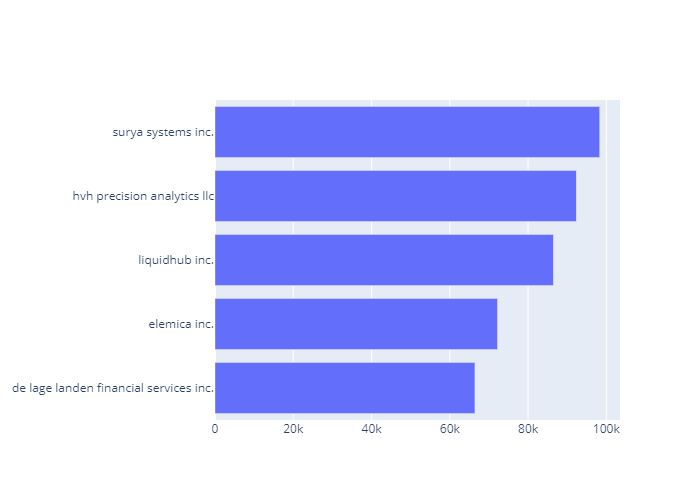 surya systems inc.
hvh precision analytics llc
liquidhub inc.
elemica inc.
de lage landen financial services inc.
0 20k 40k 60k 80k 100k